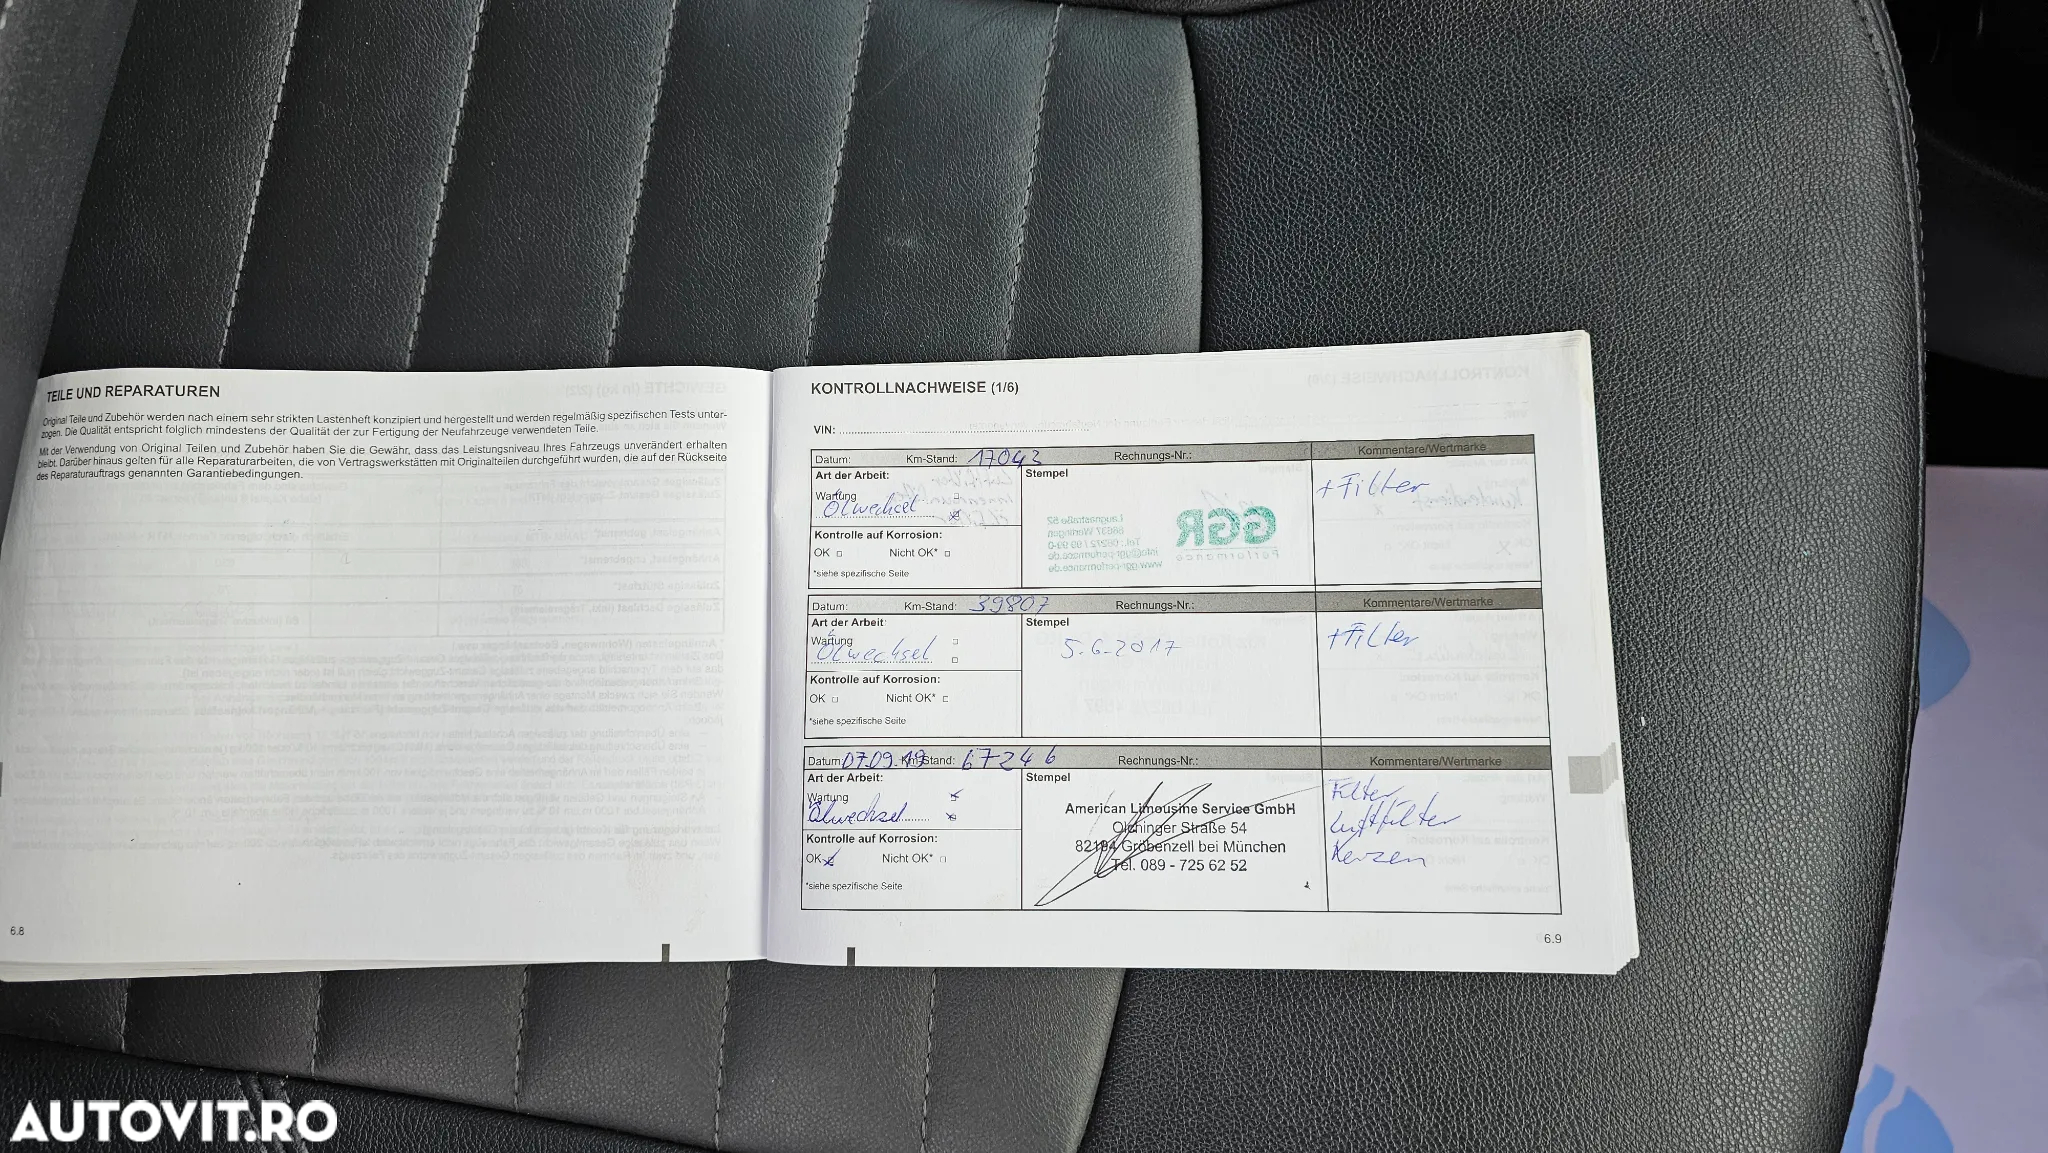 TEILE UND REPARATUREN
Original Teile und Zubehör werden nach einem sehr strikten Lastenheft konzipiert und hergestellt und werden regelmäßig spezifischen Tests unter-
zogen. Die Qualität entspricht folglich mindestens der Qualität der zur Fertigung der Neufahrzeuge verwendeten Teile.
Mit der Verwendung von Original Teilen und Zubehör haben Sie die Gewähr, dass das Leistungsniveau Ihres Fahrzeugs unverändert erhalten
bleibt. Darüber hinaus gelten für alle Reparaturarbeiten, die von Vertragswerkstätten mit Originalteilen durchgeführt wurden, die auf der Rückseite
des Reparaturauftrags genannten Garantiebedingungen.
6.8
KONTROLLNACHWEISE (1/6)
VIN:
Datum: Km-Stand: 17043 Rechnungs-Nr.: Kommentare/Wertmarke
Art der Arbeit: Stempel
Wartung
Ölwechsel
+Filter
Kontrolle auf Korrosion:
OK Nicht OK*
*siehe spezifische Seite
GGR
Performance
Datum: Km-Stand: 39807 Rechnungs-Nr.: Kommentare/Wertmarke
Art der Arbeit: Stempel
Wartung
Ölwechsel
5.6.2017
+Filter
Kontrolle auf Korrosion:
OK Nicht OK*
*siehe spezifische Seite
Datum: 07.09.18 Km-Stand: 67246 Rechnungs-Nr.: Kommentare/Wertmarke
Art der Arbeit: Stempel
Wartung
Ölwechsel
Kontrolle auf Korrosion:
OK Nicht OK*
*siehe spezifische Seite
American Limousine Service GmbH
Olchinger Straße 54
82194 Gröbenzell bei München
Tel. 089 - 725 62 52
Filter
Luftfilter
Kerzen
6.9
AUTOVIT.RO